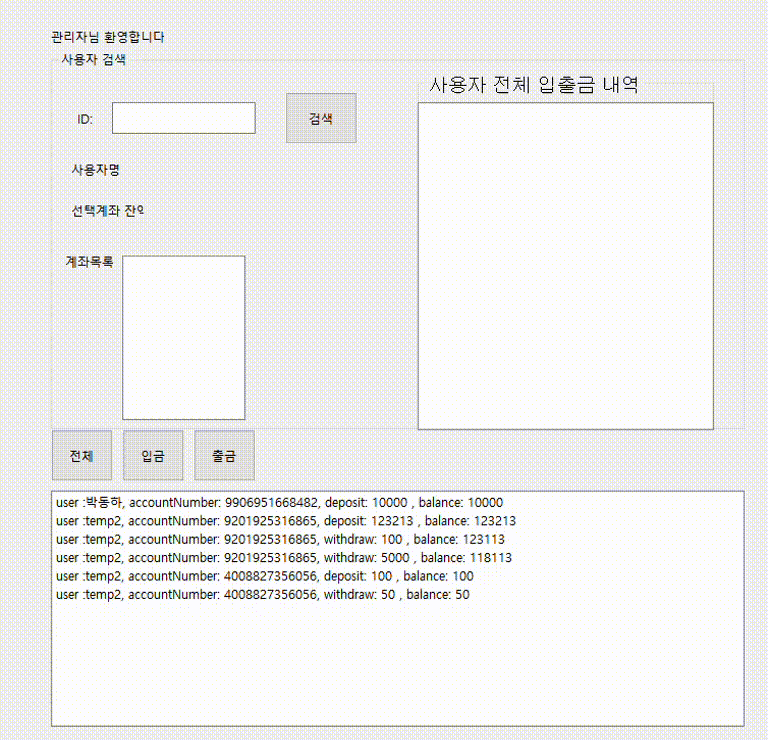 관리자님 환영합니다
사용자 검색
사용자 전체 입출금 내역
ID:
검색
사용자명
선택계좌
계좌목록
전체 입금 출금
user :박동하, accountNumber: 9906951668482, deposit: 10000 , balance: 10000
user :temp2, accountNumber: 9201925316865, deposit: 123213 , balance: 123213
user :temp2, accountNumber: 9201925316865, withdraw: 100 , balance: 123113
user :temp2, accountNumber: 9201925316865, withdraw: 5000 , balance: 118113
user :temp2, accountNumber: 4008827356056, deposit: 100 , balance: 100
user :temp2, accountNumber: 4008827356056, withdraw: 50 , balance: 50